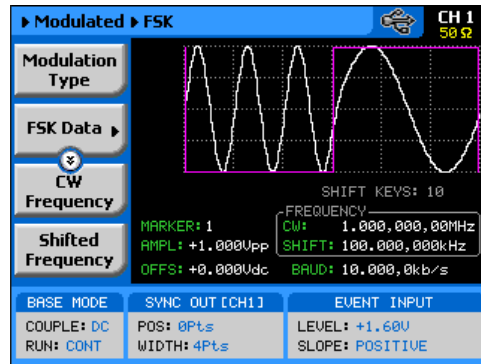 ▸ Modulated ▸ FSK
CH 1
50 Ω
Modulation
Type
FSK Data ▸
CW
Frequency
Shifted
Frequency
SHIFT KEYS: 10
FREQUENCY
MARKER: 1 CW: 1.000,000,00MHz
AMPL: +1.000Vpp SHIFT: 100.000,000kHz
OFFS: +0.000Vdc BAUD: 10.000,0kb/s
BASE MODE SYNC OUT [CH1] EVENT INPUT
COUPLE: DC POS: 0Pts LEVEL: +1.60V
RUN: CONT WIDTH: 4Pts SLOPE: POSITIVE